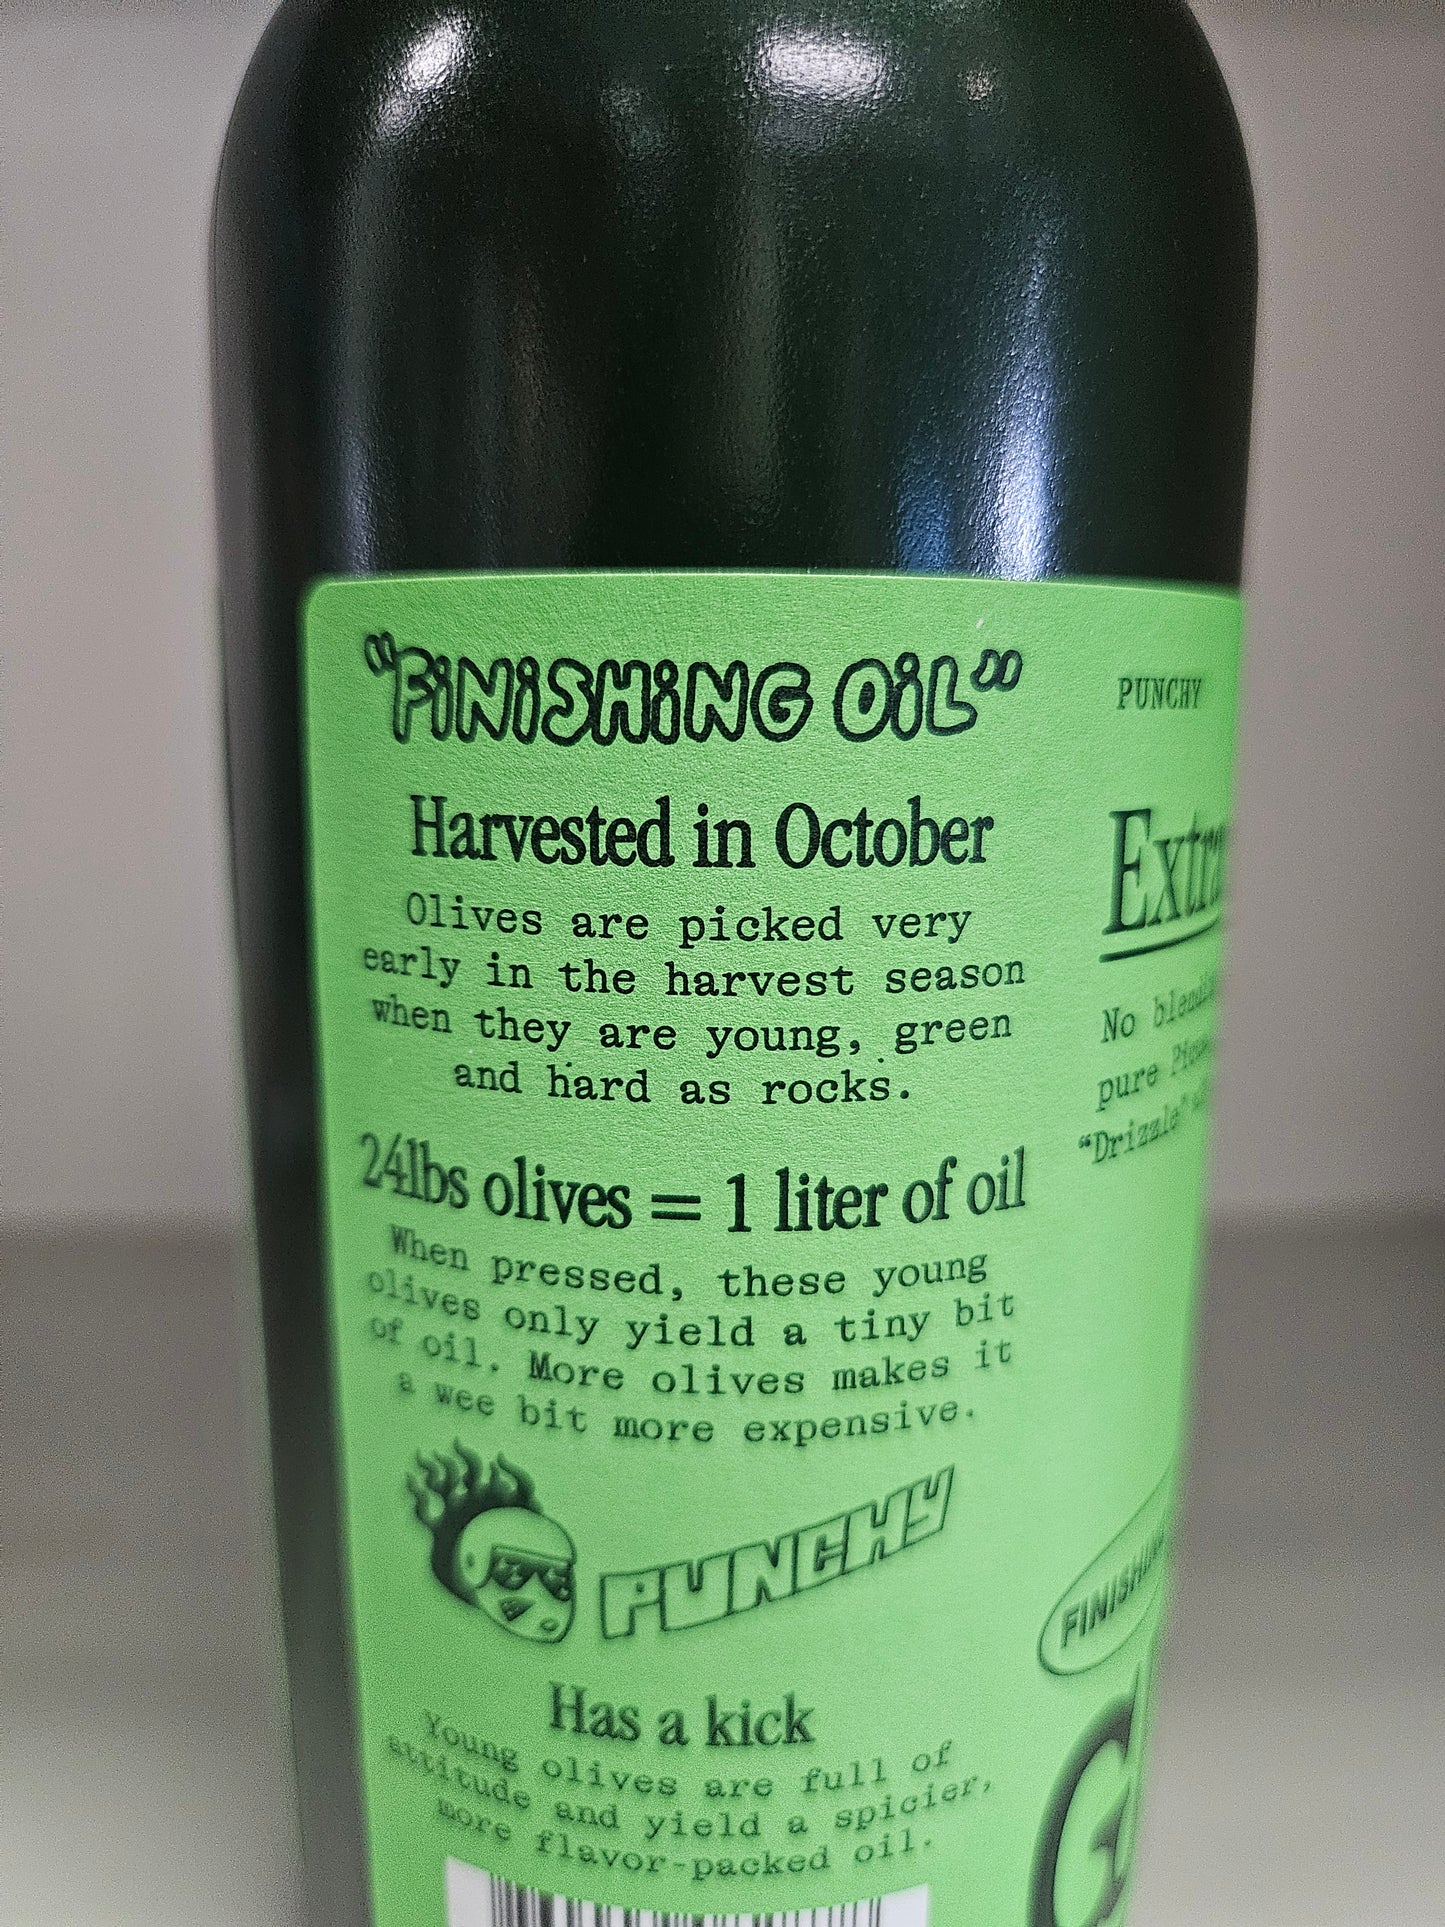 "FINISHING OIL"
Harvested in October
Olives are picked very
early in the harvest season
when they are young, green
and hard as rocks.
24lbs olives = 1 liter of oil
When pressed, these young
olives only yield a tiny bit
of oil. More olives makes it
a wee bit more expensive.
PUNCHY
Has a kick
Young olives are full of
attitude and yield a spicier,
more flavor-packed oil.
PUNCHY
Extra
No
pure
"Drizzle"